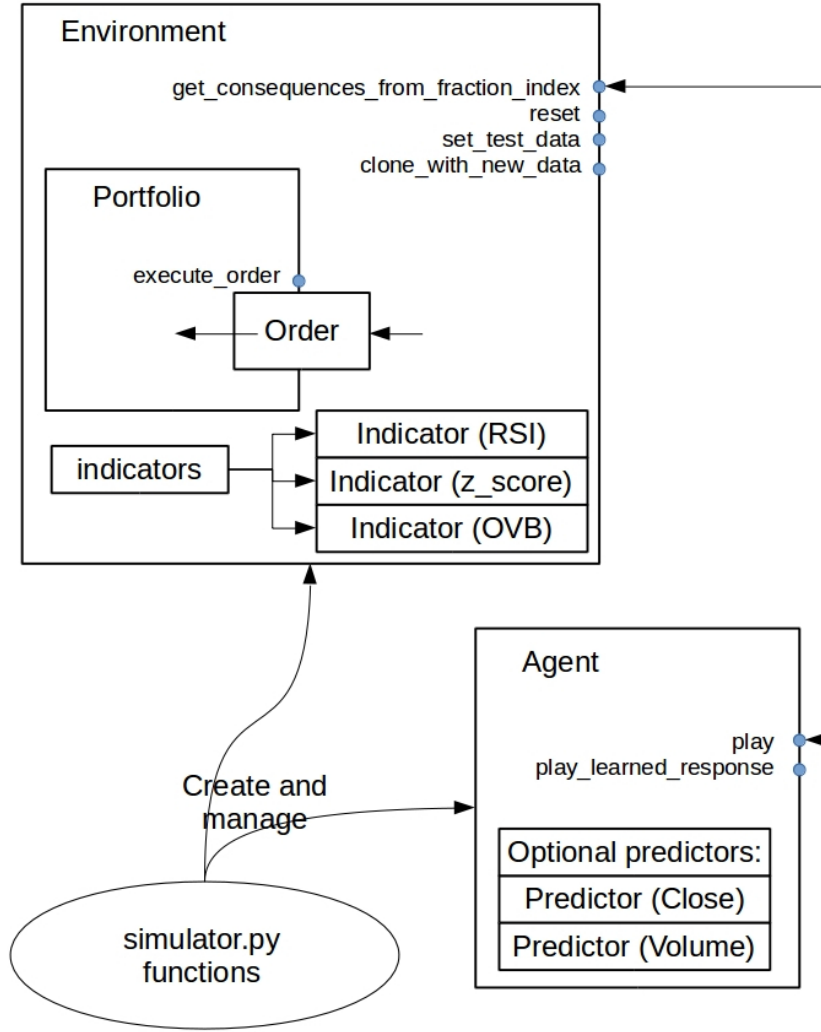 Environment
get_consequences_from_fraction_index
reset
set_test_data
clone_with_new_data
Portfolio
execute_order
Order
indicators
Indicator (RSI)
Indicator (z_score)
Indicator (OVB)
Agent
play
play_learned_response
Create and
manage
Optional predictors:
Predictor (Close)
Predictor (Volume)
simulator.py
functions